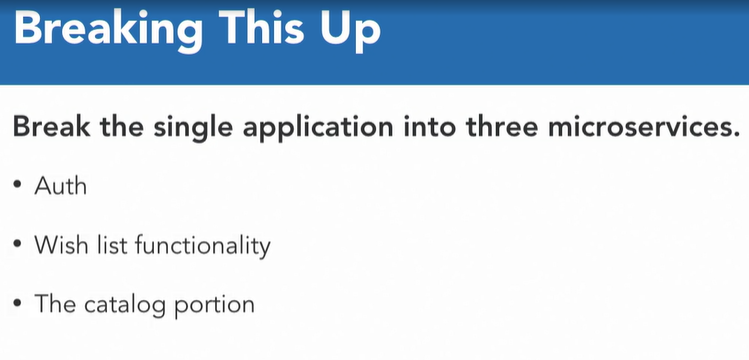 Breaking This Up
Break the single application into three microservices.
• Auth
• Wish list functionality
• The catalog portion